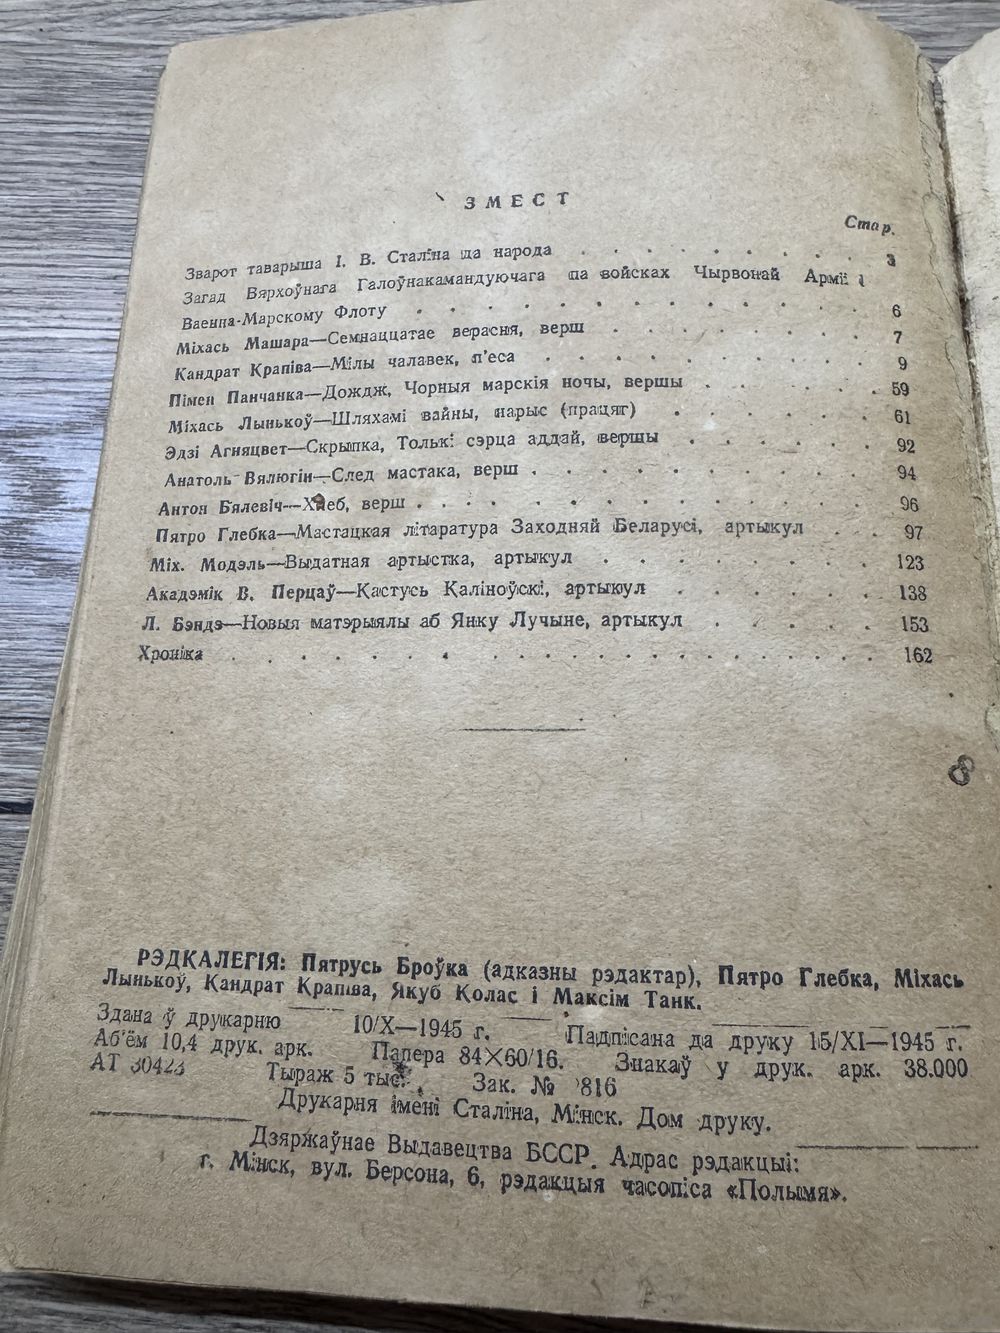 ЗМЕСТ
Стар.
Зварот таварыша І. В. Сталіна да народа . . . . . . . . . 3
Загад Вярхоўнага Галоўнакамандуючага па войсках Чырвонай Арміі і
Ваенна-Марскому Флоту . . . . . . . . . . . . . 6
Міхась Машара—Семнаццатае верасня, верш . . . . . . . . 7
Кандрат Крапіва—Мілы чалавек, п'еса . . . . . . . . . 9
Пімен Панчанка—Дождж, Чорныя марскія ночы, вершы . . . . . 59
Міхась Лынькоў—Шляхамі вайны, нарыс (працяг) . . . . . 61
Эдзі Агняцвет—Скрыпка, Толькі сэрца аддай, вершы . . . . . 92
Анатоль Вялюгін—След мастака, верш . . . . . . . . . 94
Антон Бялевіч—Хлеб, верш . . . . . . . . . . . . 96
Пятро Глебка—Мастацкая літаратура Заходняй Беларусі, артыкул . . 97
Міх. Модэль—Выдатная артыстка, артыкул . . . . . . . . 123
Акадэмік В. Перцаў—Кастусь Каліноўскі, артыкул . . . . . . 138
Л. Бэндэ—Новыя матэрыялы аб Янку Лучыне, артыкул . . . . . 153
Хроніка . . . . . . . . . . . . . . . . . . 162
8
РЭДКАЛЕГІЯ: Пятрусь Броўка (адказны рэдактар), Пятро Глебка, Міхась
Лынькоў, Кандрат Крапіва, Якуб Колас і Максім Танк.
Здана ў друкарню 10/X—1945 г. Падпісана да друку 15/XI—1945 г.
Аб'ём 10,4 друк. арк. Папера 84×60/16. Знакаў у друк. арк. 38.000
АТ 30423 Тыраж 5 тыс. Зак. № 816
Друкарня імені Сталіна, Мінск. Дом друку.
Дзяржаўнае Выдавецтва БССР. Адрас рэдакцыі:
г. Мінск, вул. Берсона, 6, рэдакцыя часопіса «Полымя».